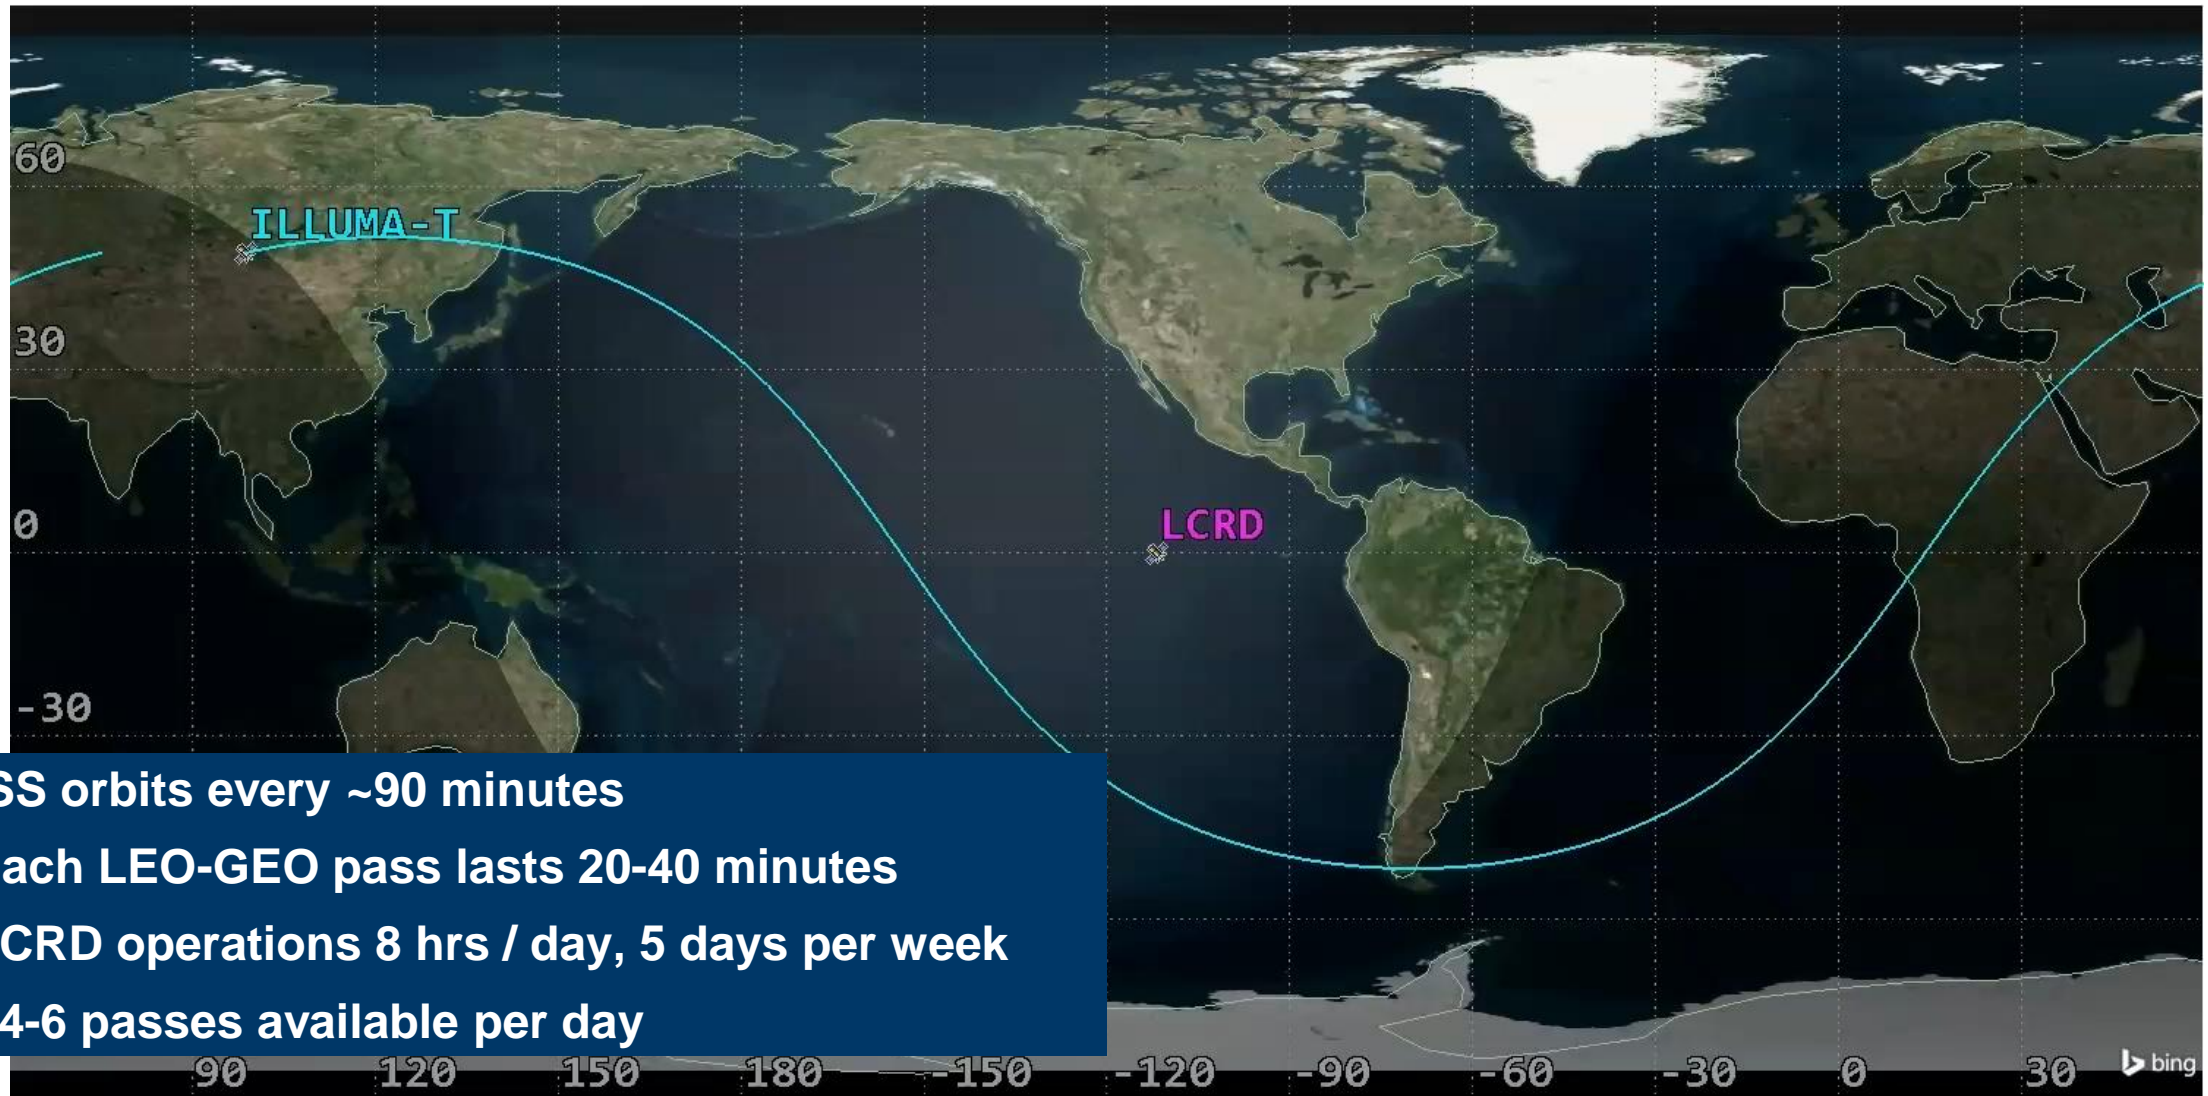 60
ILLUMA-T
30
0
LCRD
-30
SS orbits every ~90 minutes
ach LEO-GEO pass lasts 20-40 minutes
CRD operations 8 hrs / day, 5 days per week
4-6 passes available per day
90 120 150 180 -150 -120 -90 -60 -30 0 30
bing